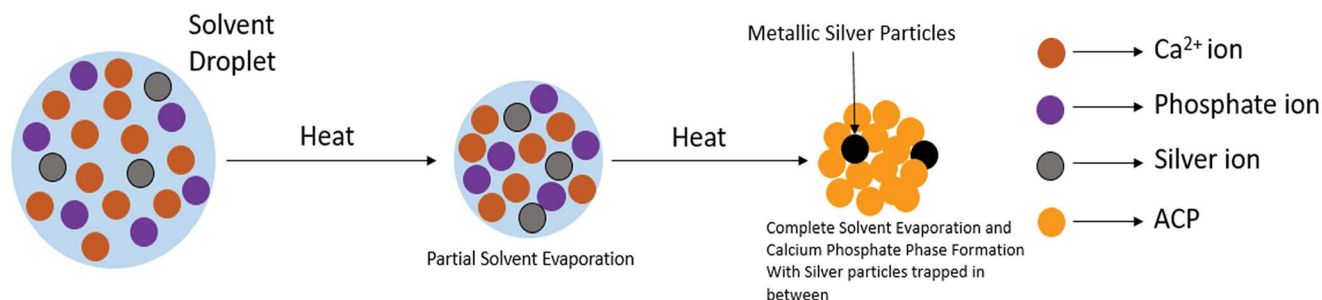 Solvent
Droplet
Heat
Partial Solvent Evaporation
Heat
Metallic Silver Particles
Complete Solvent Evaporation and
Calcium Phosphate Phase Formation
With Silver particles trapped in
between
Ca²⁺ ion
Phosphate ion
Silver ion
ACP